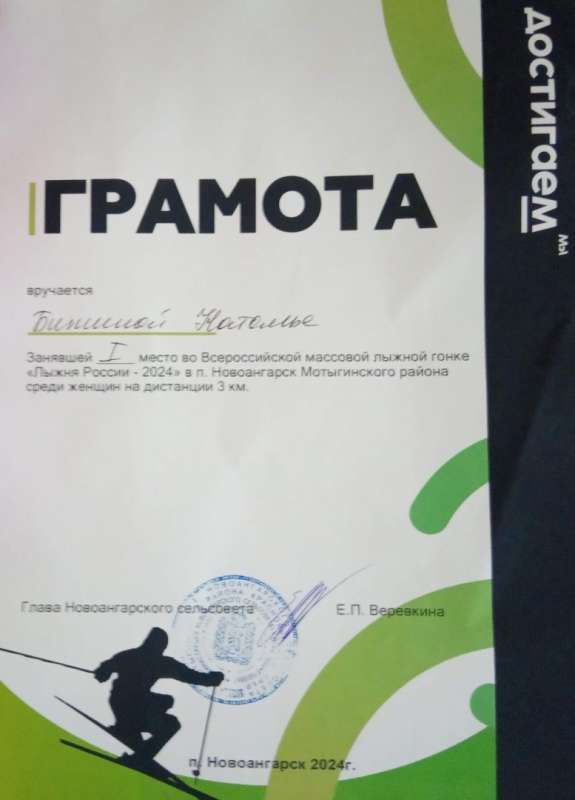 достигаем
мы
ГРАМОТА
вручается
Наталье
Занявшей I место во Всероссийской массовой лыжной гонке
«Лыжня России - 2024» в п. Новоангарск Мотыгинского района
среди женщин на дистанции 3 км.
Глава Новоангарского сельсовета Е.П. Веревкина
п. Новоангарск 2024г.